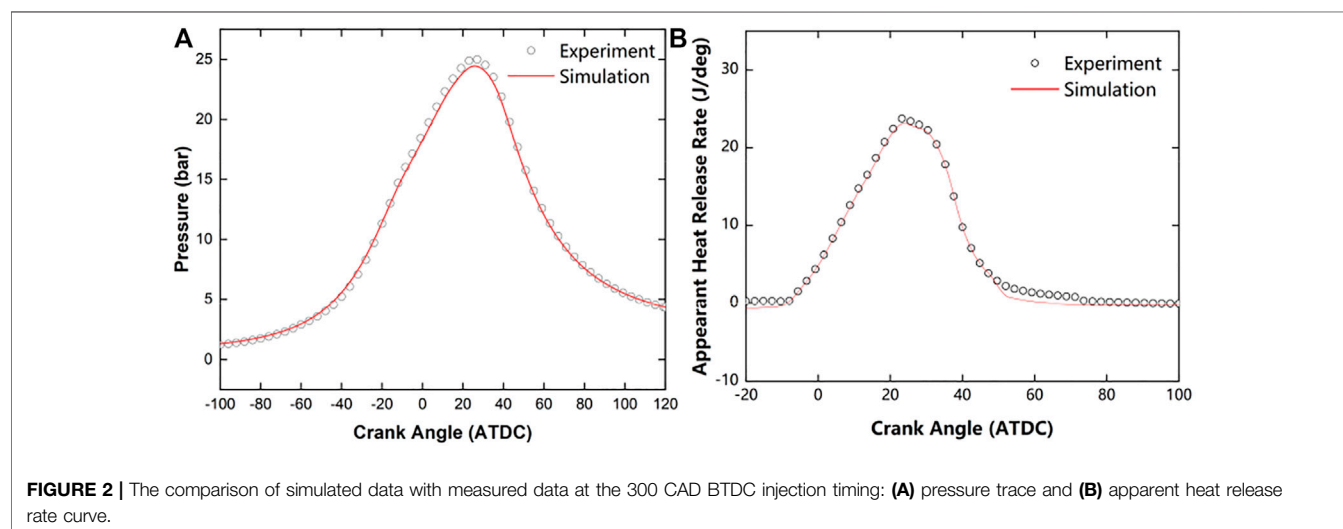 A
Experiment
Simulation
25
20
15
10
5
0
Pressure (bar)
-100 -80 -60 -40 -20 0 20 40 60 80 100 120
Crank Angle (ATDC)
B
Experiment
Simulation
30
20
10
0
-10
Appearant Heat Release Rate (J/deg)
-20 0 20 40 60 80 100
Crank Angle (ATDC)
FIGURE 2 | The comparison of simulated data with measured data at the 300 CAD BTDC injection timing: (A) pressure trace and (B) apparent heat release
rate curve.